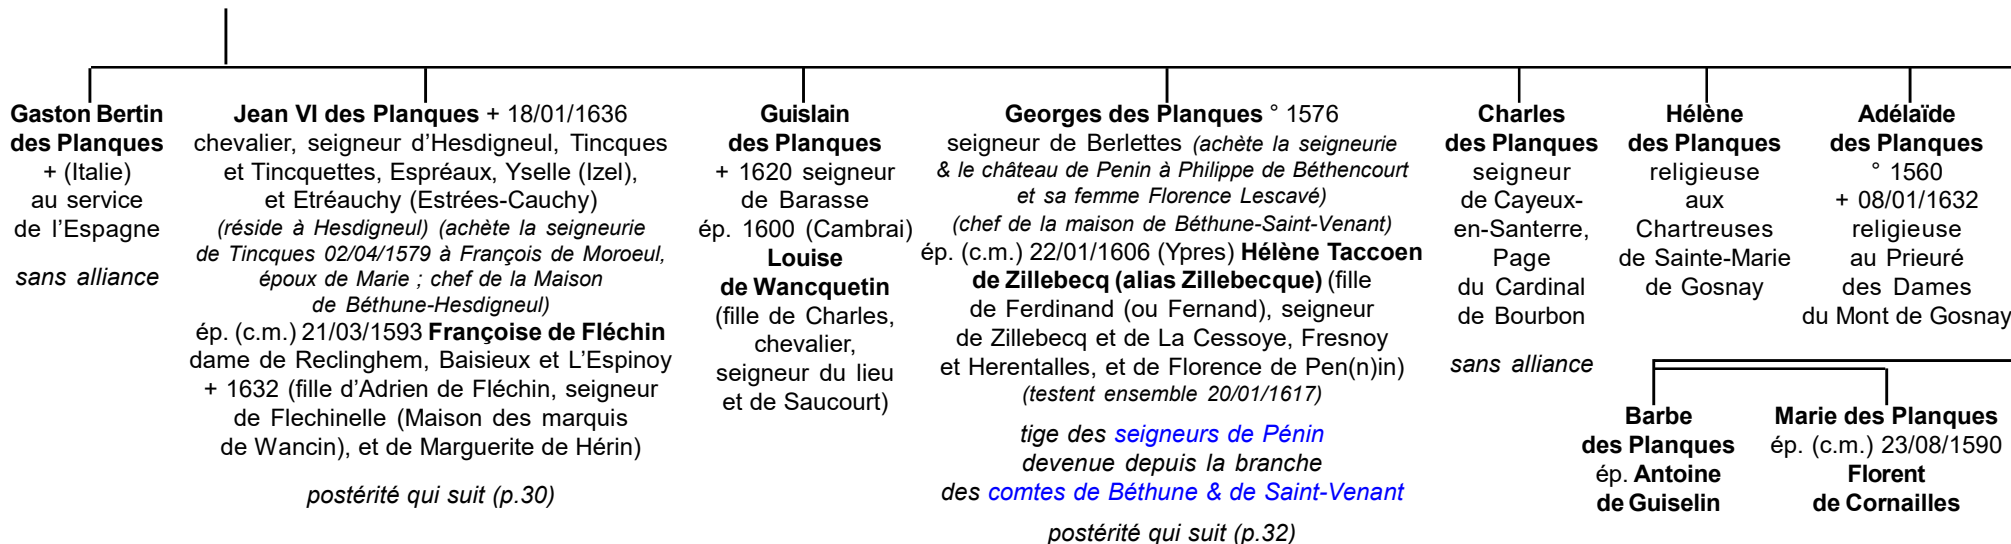 Gaston Bertin
des Planques
+ (Italie)
au service
de l’Espagne
sans alliance
Jean VI des Planques + 18/01/1636
chevalier, seigneur d’Hesdigneul, Tincques
et Tincquettes, Espréaux, Yselle (Izel),
et Etréauchy (Estrées-Cauchy)
(réside à Hesdigneul) (achète la seigneurie
de Tincques 02/04/1579 à François de Moroeul,
époux de Marie ; chef de la Maison
de Béthune-Hesdigneul)
ép. (c.m.) 21/03/1593 Françoise de Fléchin
dame de Reclinghem, Baisieux et L’Espinoy
+ 1632 (fille d’Adrien de Fléchin, seigneur
de Flechinelle (Maison des marquis
de Wancin), et de Marguerite de Hérin)
postérité qui suit (p.30)
Guislain
des Planques
+ 1620 seigneur
de Barasse
ép. 1600 (Cambrai)
Louise
de Wancquetin
(fille de Charles,
chevalier,
seigneur du lieu
et de Saucourt)
Georges des Planques ° 1576
seigneur de Berlettes (achète la seigneurie
& le château de Penin à Philippe de Béthencourt
et sa femme Florence Lescavé)
(chef de la maison de Béthune-Saint-Venant)
ép. (c.m.) 22/01/1606 (Ypres) Hélène Taccoen
de Zillebecq (alias Zillebecque) (fille
de Ferdinand (ou Fernand), seigneur
de Zillebecq et de La Cessoye, Fresnoy
et Herentalles, et de Florence de Pen(n)in)
(testent ensemble 20/01/1617)
tige des seigneurs de Pénin
devenue depuis la branche
des comtes de Béthune & de Saint-Venant
postérité qui suit (p.32)
Charles
des Planques
seigneur
de Cayeux-
en-Santerre,
Page
du Cardinal
de Bourbon
sans alliance
Hélène
des Planques
religieuse
aux
Chartreuses
de Sainte-Marie
de Gosnay
Adélaïde
des Planques
° 1560
+ 08/01/1632
religieuse
au Prieuré
des Dames
du Mont de Gosnay
Barbe
des Planques
ép. Antoine
de Guiselin
Marie des Planques
ép. (c.m.) 23/08/1590
Florent
de Cornailles